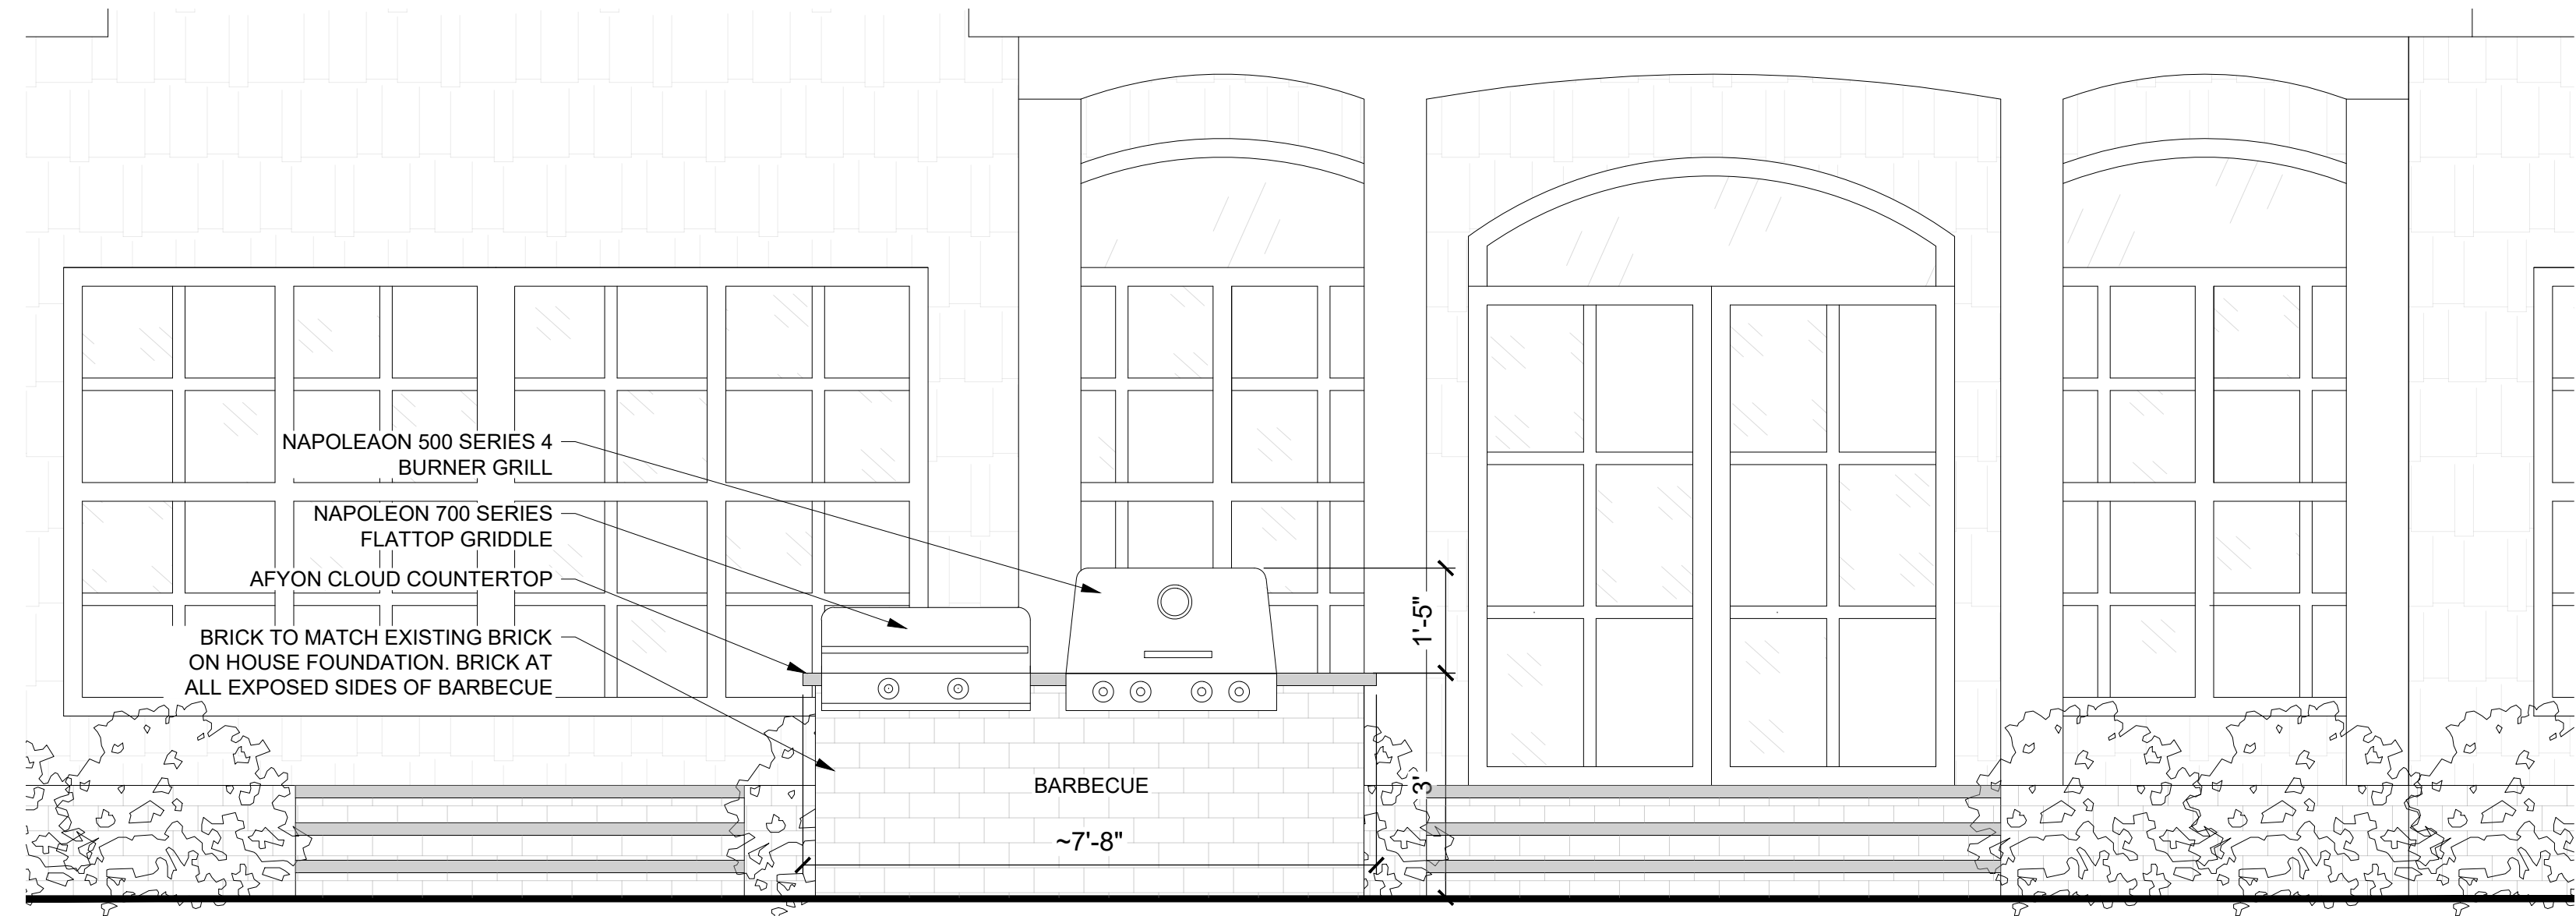 NAPOLEAON 500 SERIES 4
BURNER GRILL
NAPOLEON 700 SERIES
FLATTOP GRIDDLE
AFYON CLOUD COUNTERTOP
BRICK TO MATCH EXISTING BRICK
ON HOUSE FOUNDATION. BRICK AT
ALL EXPOSED SIDES OF BARBECUE
1'-5"
3'
BARBECUE
~7'-8"